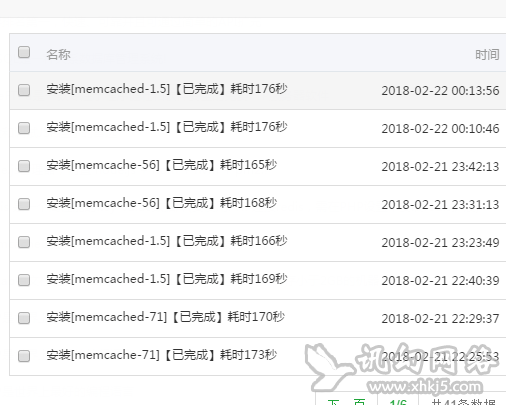 名称 时间
安装[memcached-1.5]【已完成】耗时176秒 2018-02-22 00:13:56
安装[memcached-1.5]【已完成】耗时176秒 2018-02-22 00:10:46
安装[memcache-56]【已完成】耗时165秒 2018-02-21 23:42:13
安装[memcache-56]【已完成】耗时168秒 2018-02-21 23:31:13
安装[memcached-1.5]【已完成】耗时166秒 2018-02-21 23:23:49
安装[memcached-1.5]【已完成】耗时169秒 2018-02-21 22:40:39
安装[memcached-71]【已完成】耗时170秒 2018-02-21 22:29:37
安装[memcache-71]【已完成】耗时173秒 2018-02-21 22:25:53
讯幻网络
www.xhkj5.com
下一页 1/6 共41条数据